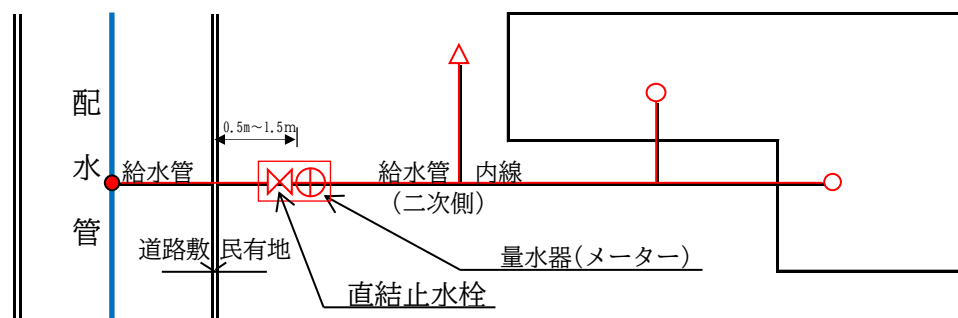 配水管
0.5m～1.5m
給水管
給水管 内線
(二次側)
道路敷 民有地
量水器(メーター)
直結止水栓